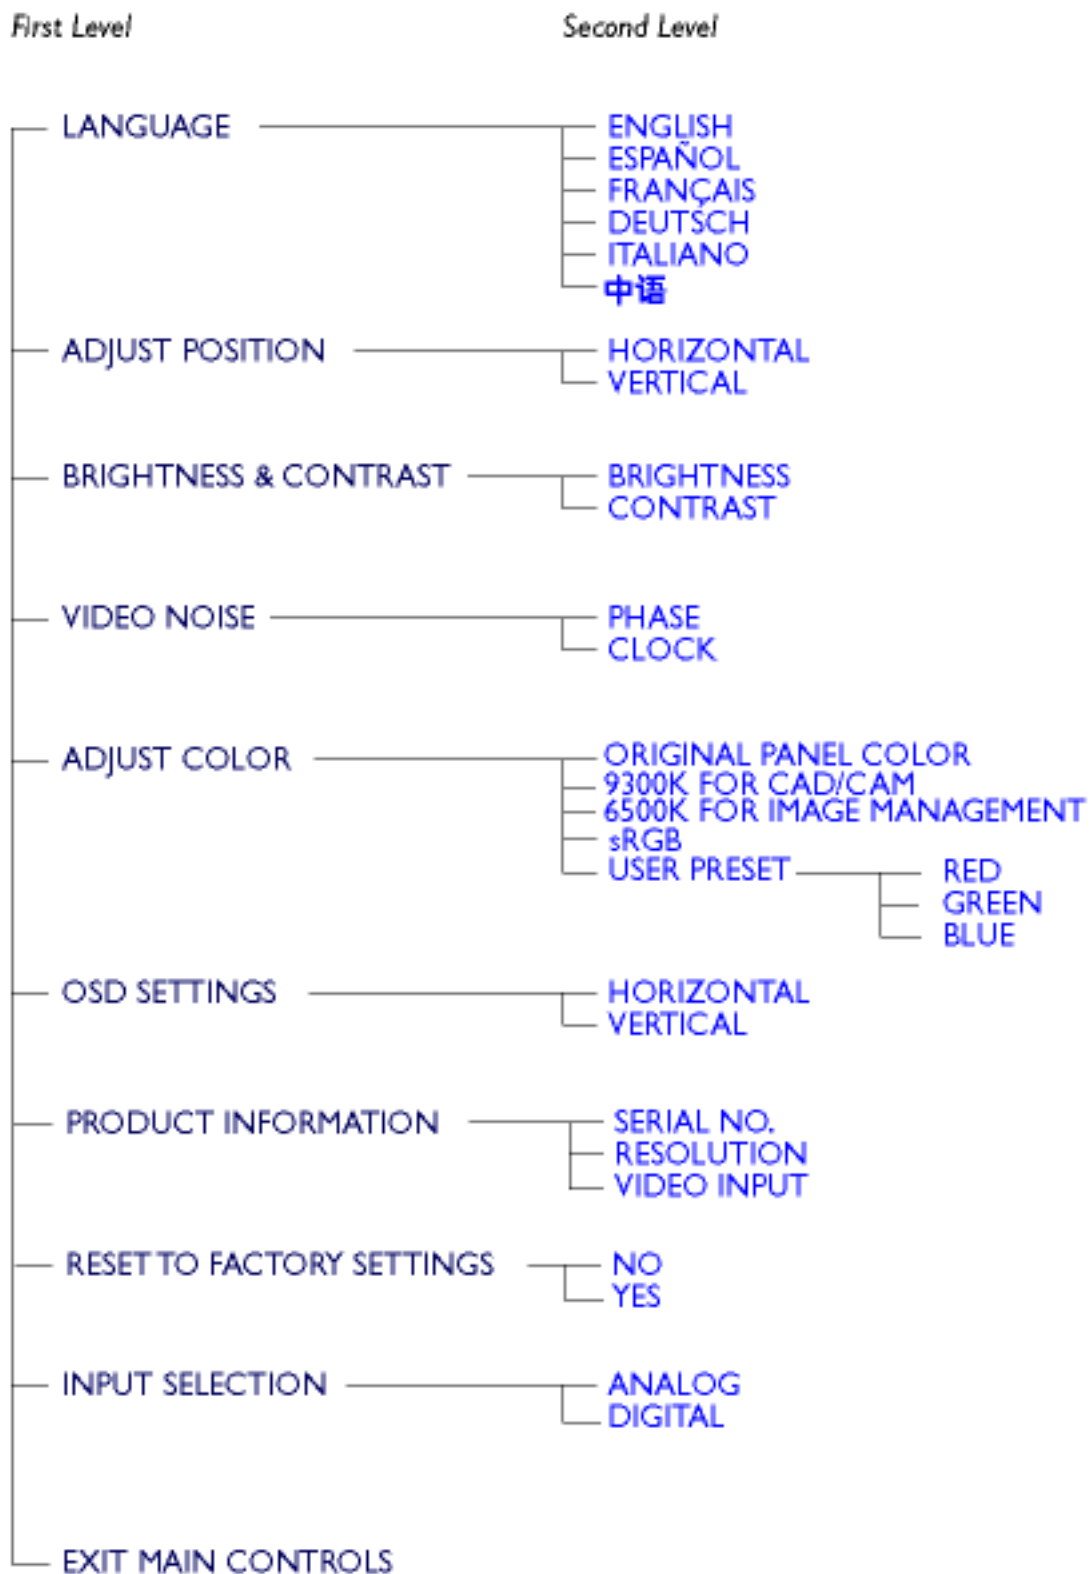 First Level Second Level
LANGUAGE ENGLISH
ESPAÑOL
FRANÇAIS
DEUTSCH
ITALIANO
中语
ADJUST POSITION HORIZONTAL
VERTICAL
BRIGHTNESS & CONTRAST BRIGHTNESS
CONTRAST
VIDEO NOISE PHASE
CLOCK
ADJUST COLOR ORIGINAL PANEL COLOR
9300K FOR CAD/CAM
6500K FOR IMAGE MANAGEMENT
sRGB
USER PRESET RED
GREEN
BLUE
OSD SETTINGS HORIZONTAL
VERTICAL
PRODUCT INFORMATION SERIAL NO.
RESOLUTION
VIDEO INPUT
RESET TO FACTORY SETTINGS NO
YES
INPUT SELECTION ANALOG
DIGITAL
EXIT MAIN CONTROLS